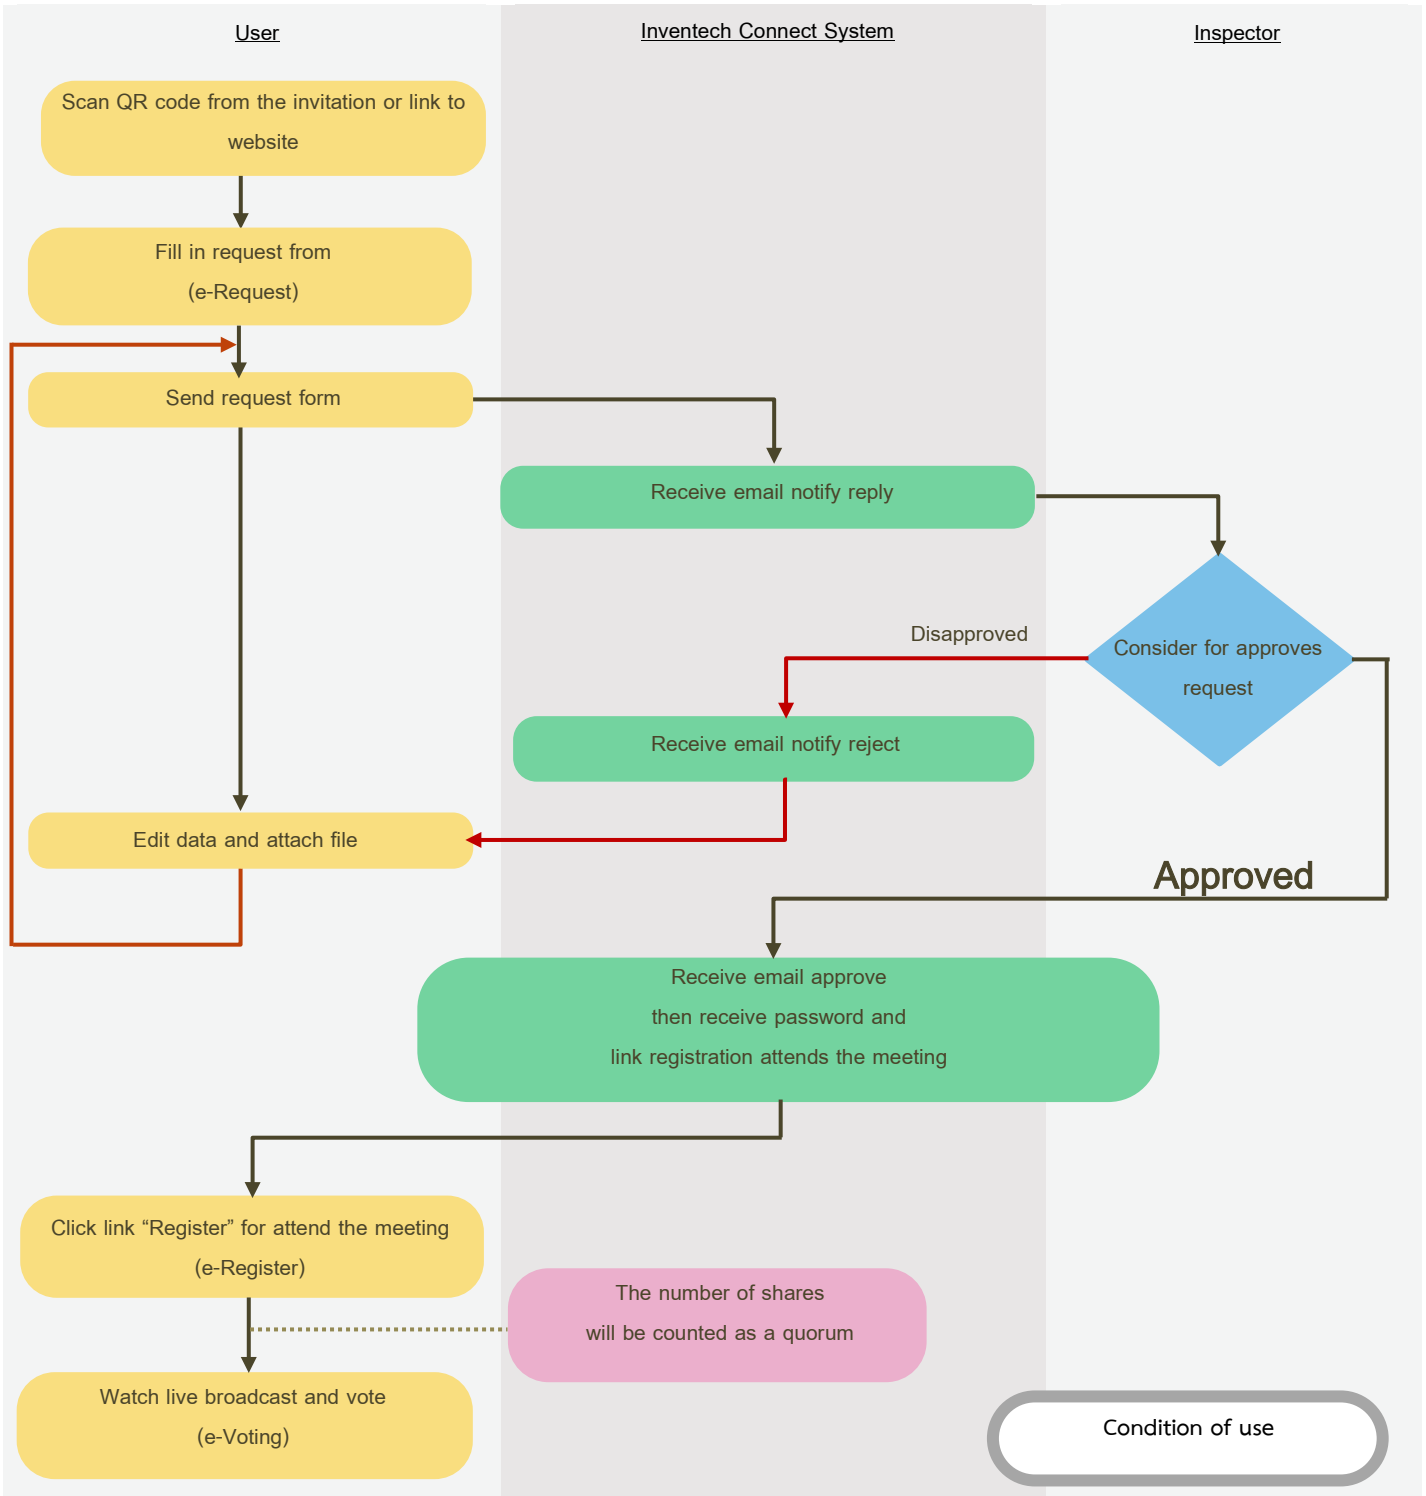 User
Inventech Connect System
Inspector
Scan QR code from the invitation or link to
website
Fill in request from
(e-Request)
Send request form
Receive email notify reply
Disapproved
Consider for approves
request
Receive email notify reject
Edit data and attach file
Approved
Receive email approve
then receive password and
link registration attends the meeting
Click link “Register” for attend the meeting
(e-Register)
The number of shares
will be counted as a quorum
Watch live broadcast and vote
(e-Voting)
Condition of use